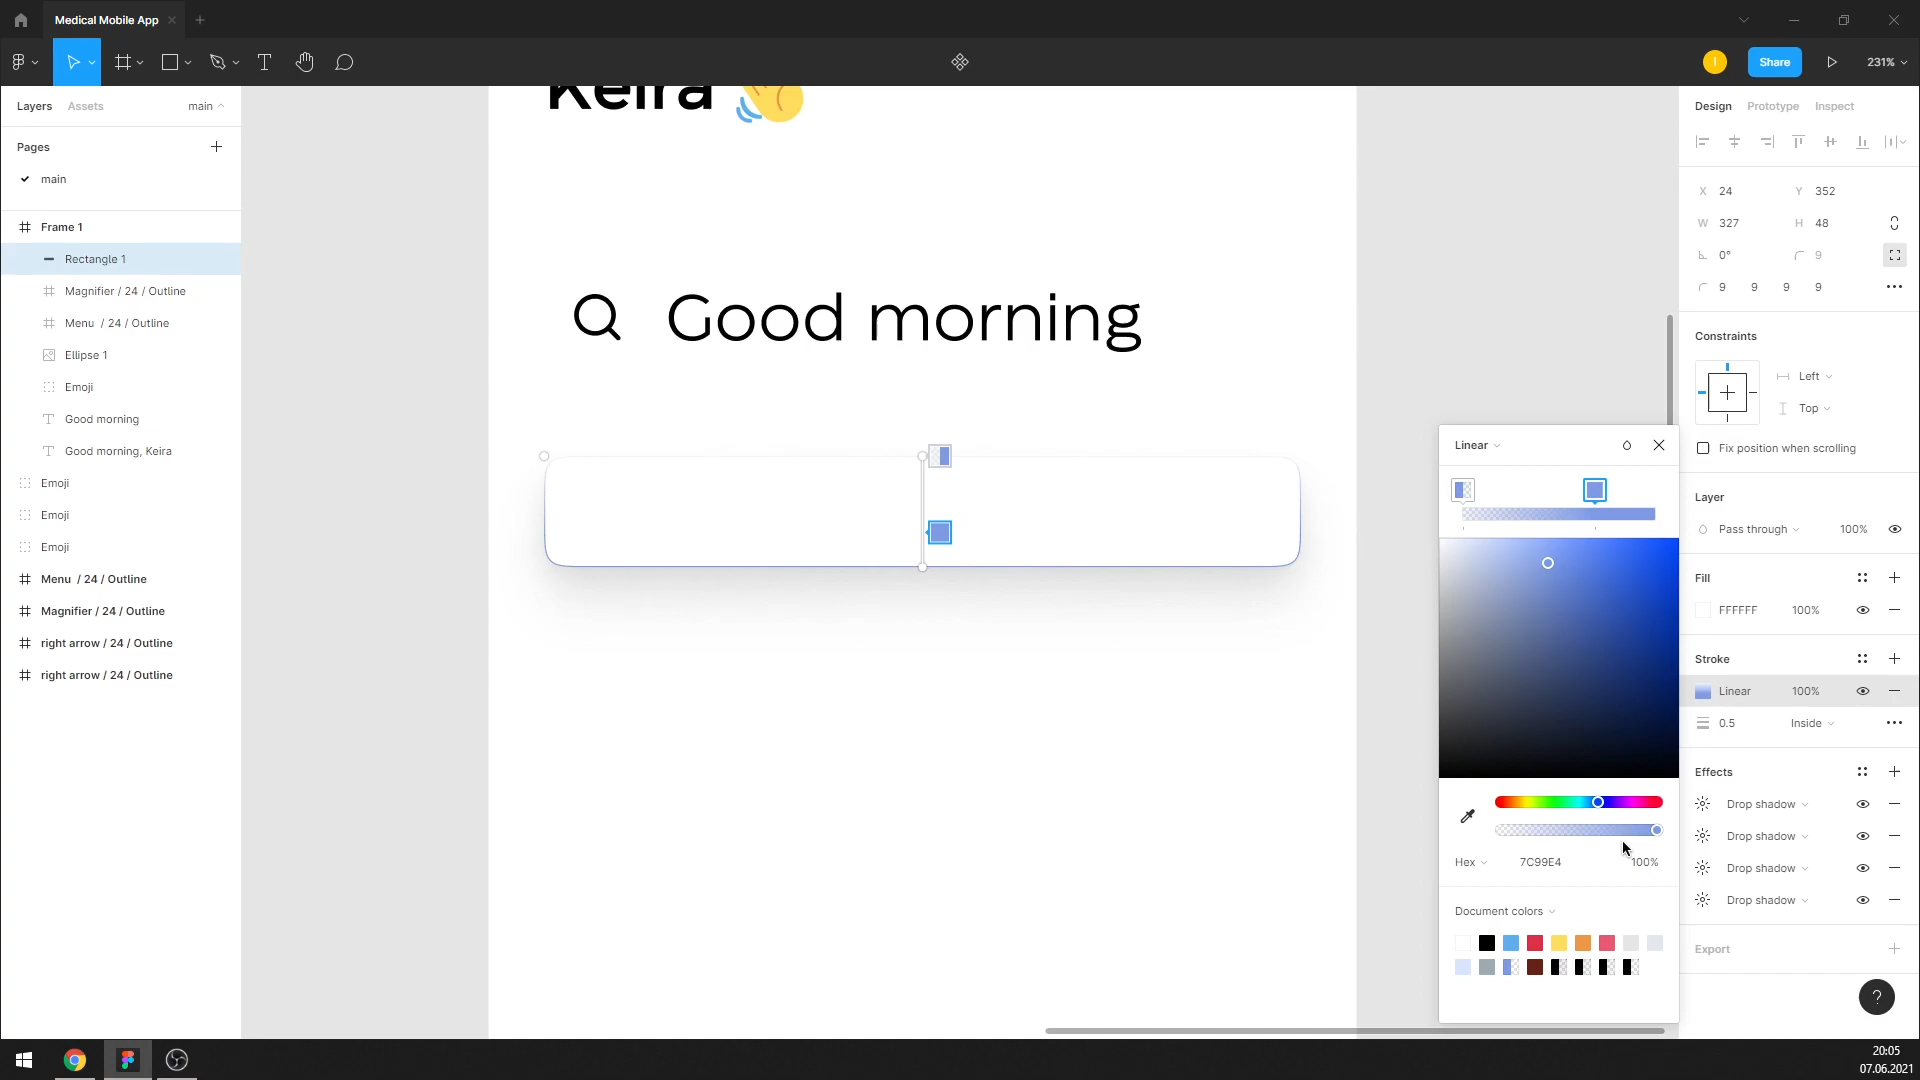 Medical Mobile App
Share
231%
Layers
Assets
main
Pages
main
Frame 1
Rectangle 1
Magnifier / 24 / Outline
Menu / 24 / Outline
Ellipse 1
Emoji
Good morning
Good morning, Keira
Emoji
Emoji
Emoji
Menu / 24 / Outline
Magnifier / 24 / Outline
right arrow / 24 / Outline
right arrow / 24 / Outline
Keira
Good morning
Linear
Hex
7C99E4
100%
Document colors
Design
Prototype
Inspect
X 24
Y 352
W 327
H 48
0°
9
9 9 9 9
Constraints
Left
Top
Fix position when scrolling
Layer
Pass through
100%
Fill
FFFFFF
100%
Stroke
Linear
100%
0.5
Inside
Effects
Drop shadow
Drop shadow
Drop shadow
Drop shadow
Export
?
20:05
07.06.2021